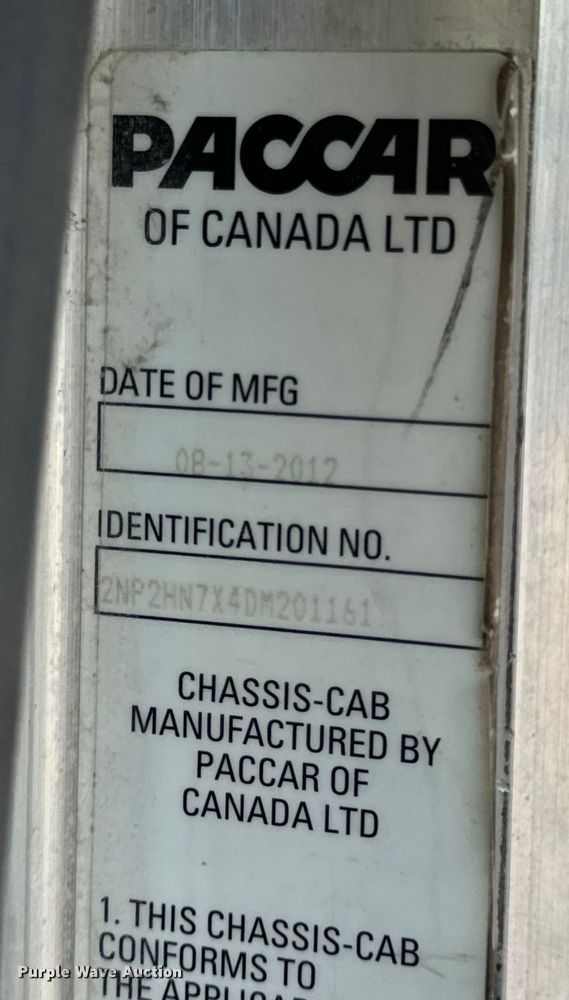 PACCAR
OF CANADA LTD
DATE OF MFG
08-13-2012
IDENTIFICATION NO.
2NP2HN7X4DM201161
CHASSIS-CAB
MANUFACTURED BY
PACCAR OF
CANADA LTD
1. THIS CHASSIS-CAB
CONFORMS TO
THE
Purple Wave Auction